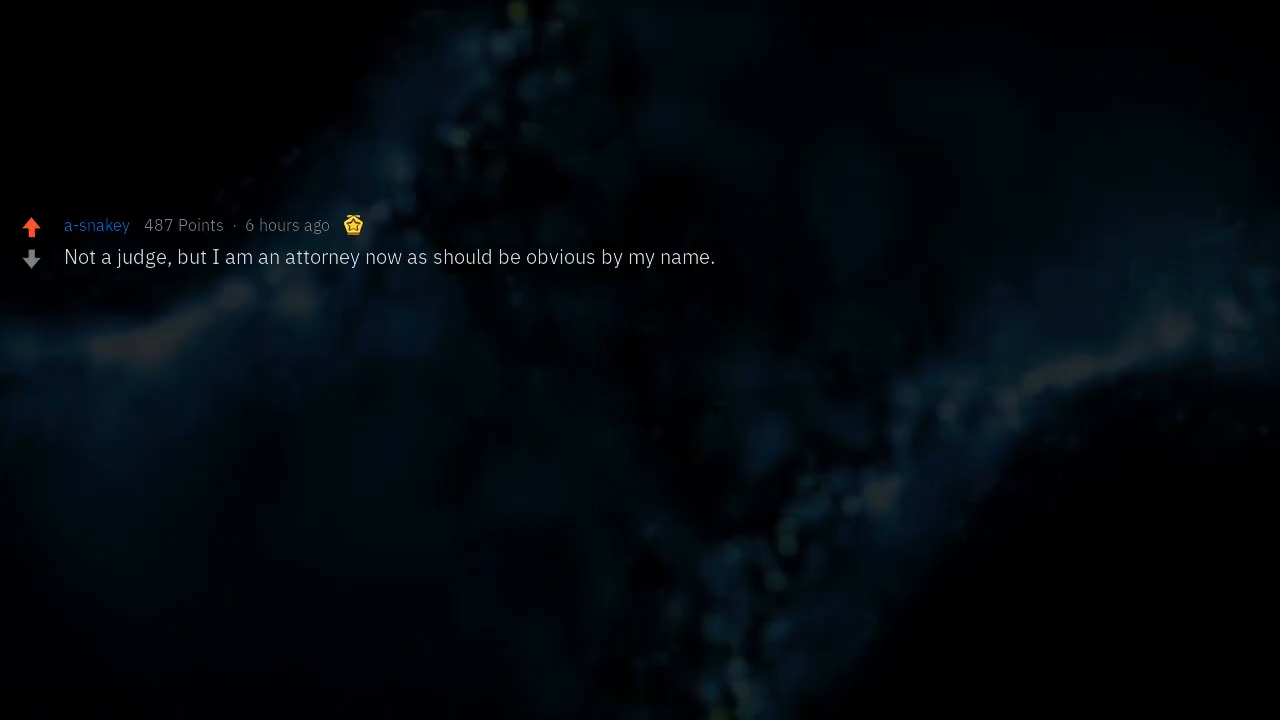 a-snakey 487 Points · 6 hours ago
Not a judge, but I am an attorney now as should be obvious by my name.